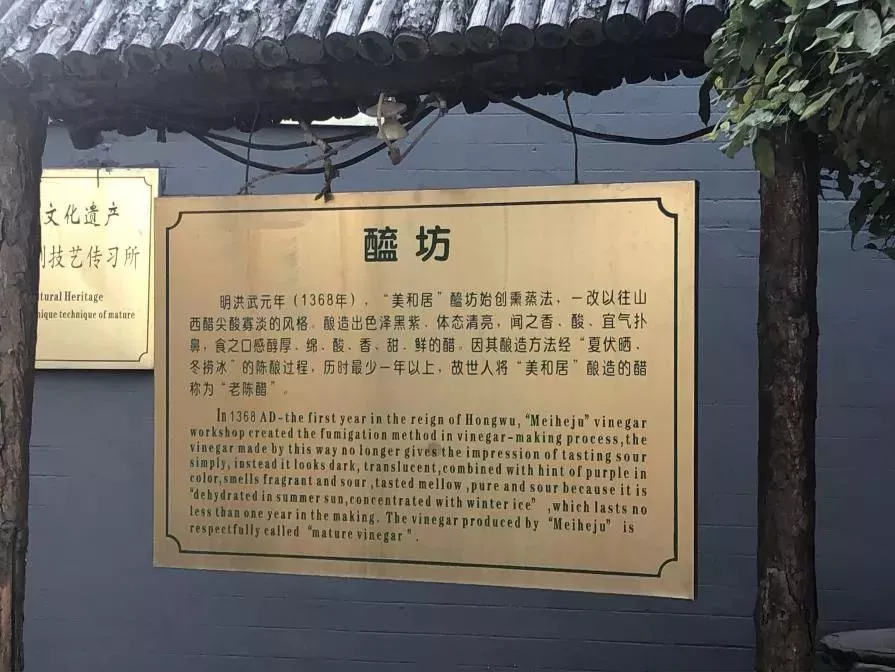 文化遗产
技艺传习所
Heritage
technique of mature
醯坊
明洪武元年(1368年),“美和居”醯坊始创熏蒸法,一改以往山
西醋尖酸寡淡的风格。酿造出色泽黑紫、体态清亮,闻之香、酸、宜气扑
鼻,食之口感醇厚、绵、酸、香、甜、鲜的醋。因其酿造方法经“夏伏晒、
冬捞冰”的陈酿过程,历时最少一年以上,故世人将“美和居”酿造的醋
称为“老陈醋”。
In 1368 AD-the first year in the reign of Hongwu, “Meiheju” vinegar
workshop created the fumigation method in vinegar-making process,the
vinegar made by this way no longer gives the impression of tasting sour
simply, instead it looks dark, translucent,combined with hint of purple in
color,smells fragrant and sour ,tasted mellow ,pure and sour because it is
“dehydrated in summer sun,concentrated with winter ice” ,which lasts no
less than one year in the making. The vinegar produced by “Meiheju” is
respectfully called “mature vinegar”.